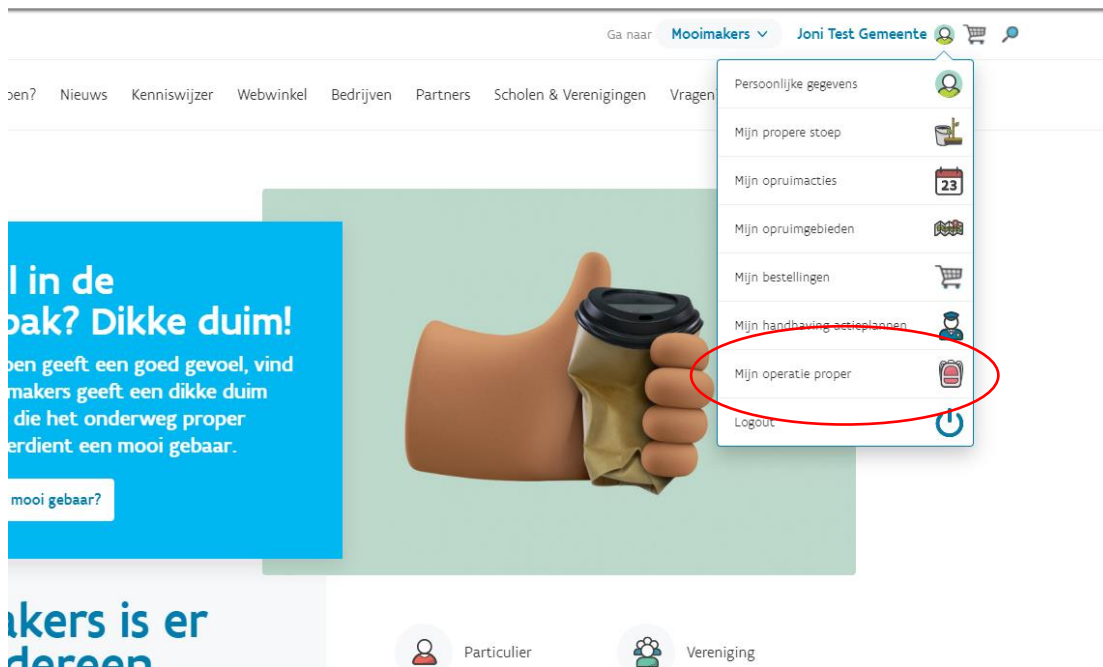 Ga naar Mooimakers Joni Test Gemeente
Nieuws Kenniswijzer Webwinkel Bedrijven Partners Scholen & Verenigingen
Persoonlijke gegevens
Mijn propere stoep
Mijn opruimacties
23
Mijn opruimgebieden
Mijn bestellingen
Mijn handhaving actieplannen
Mijn operatie proper
Logout
l in de
bak? Dikke duim!
pen geeft een goed gevoel, vind
makers geeft een dikke duim
die het onderweg proper
erdient een mooi gebaar.
mooi gebaar?
akers is er
dereen
Particulier
Vereniging